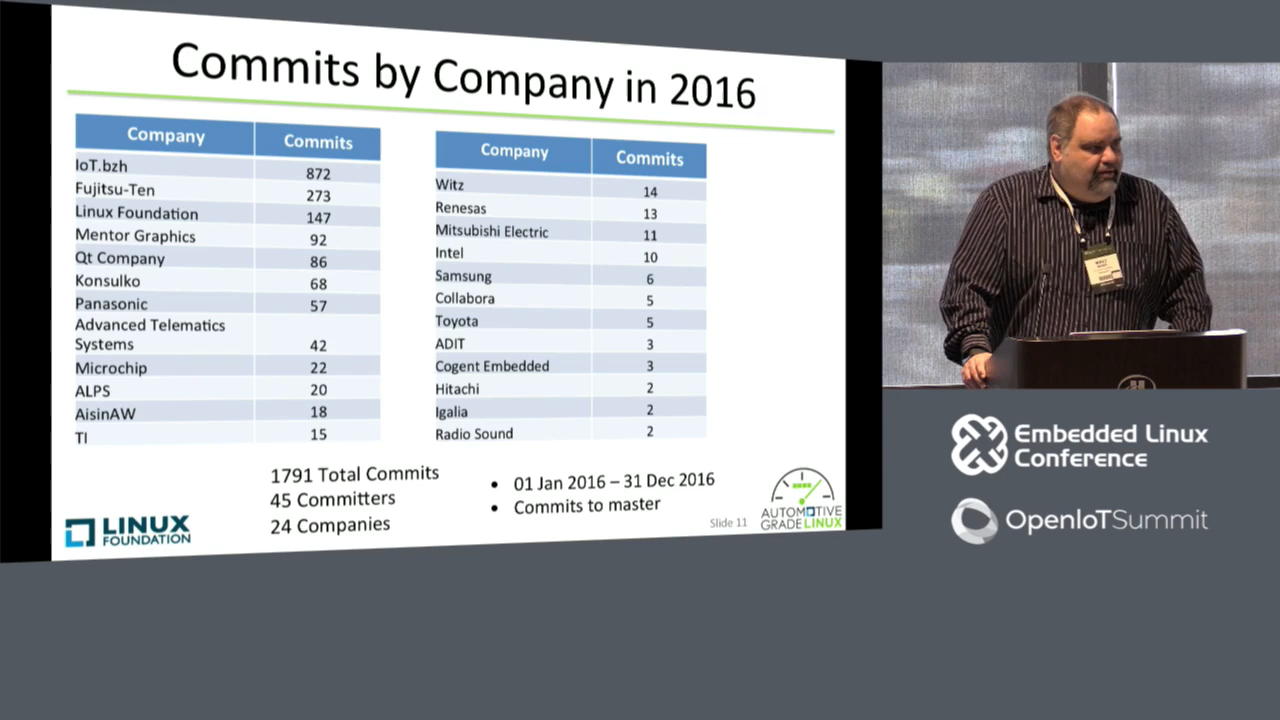 Commits by Company in 2016
Company Commits
IoT.bzh 872
Fujitsu-Ten 273
Linux Foundation 147
Mentor Graphics 92
Qt Company 86
Konsulko 68
Panasonic 57
Advanced Telematics
Systems 42
Microchip 22
ALPS 20
AisinAW 18
TI 15
Company Commits
Witz 14
Renesas 13
Mitsubishi Electric 11
Intel 10
Samsung 6
Collabora 5
Toyota 5
ADIT 3
Cogent Embedded 3
Hitachi 2
Igalia 2
Radio Sound 2
1791 Total Commits
45 Committers
24 Companies
• 01 Jan 2016 – 31 Dec 2016
• Commits to master
LINUX
FOUNDATION
Slide 11
AUTOMOTIVE
GRADE LINUX
Embedded Linux
Conference
OpenIoTSummit